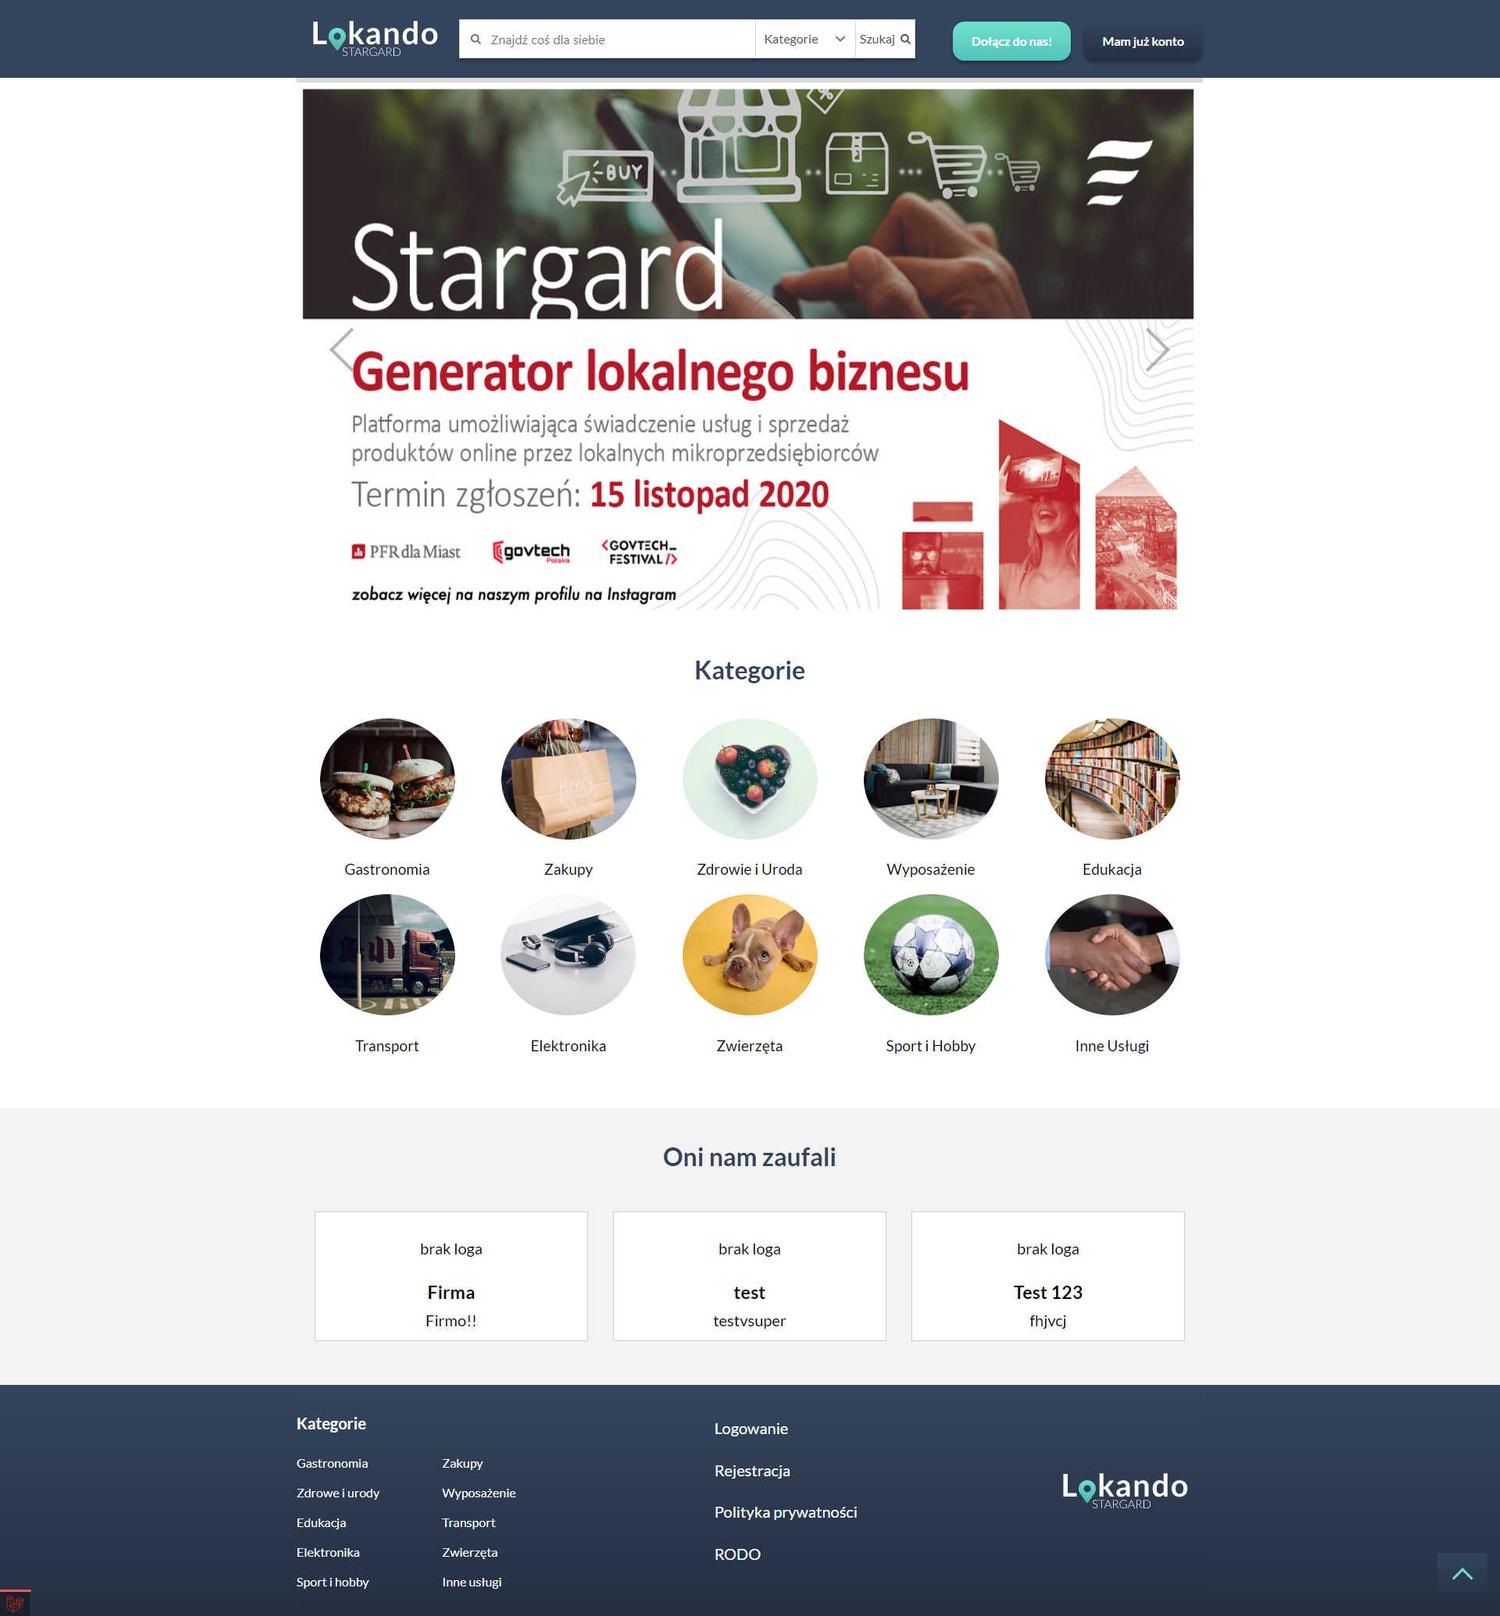 Lokando
STARGARD
Znajdź coś dla siebie
Kategorie
Szukaj
Dołącz do nas!
Mam już konto
BUY
%
Stargard
Generator lokalnego biznesu
Platforma umożliwiająca świadczenie usług i sprzedaż
produktów online przez lokalnych mikroprzedsiębiorców
Termin zgłoszeń: 15 listopad 2020
PFR dla Miast
govtech
Polska
<GOVTECH_
FESTIVAL/>
zobacz więcej na naszym profilu na Instagram
Kategorie
Gastronomia
Zakupy
Zdrowie i Uroda
Wyposażenie
Edukacja
Transport
Elektronika
Zwierzęta
Sport i Hobby
Inne Usługi
Oni nam zaufali
brak loga
Firma
Firmo!!
brak loga
test
testvsuper
brak loga
Test 123
fhjvcj
Kategorie
Gastronomia
Zdrowe i urody
Edukacja
Elektronika
Sport i hobby
Zakupy
Wyposażenie
Transport
Zwierzęta
Inne usługi
Logowanie
Rejestracja
Polityka prywatności
RODO
Lokando
STARGARD